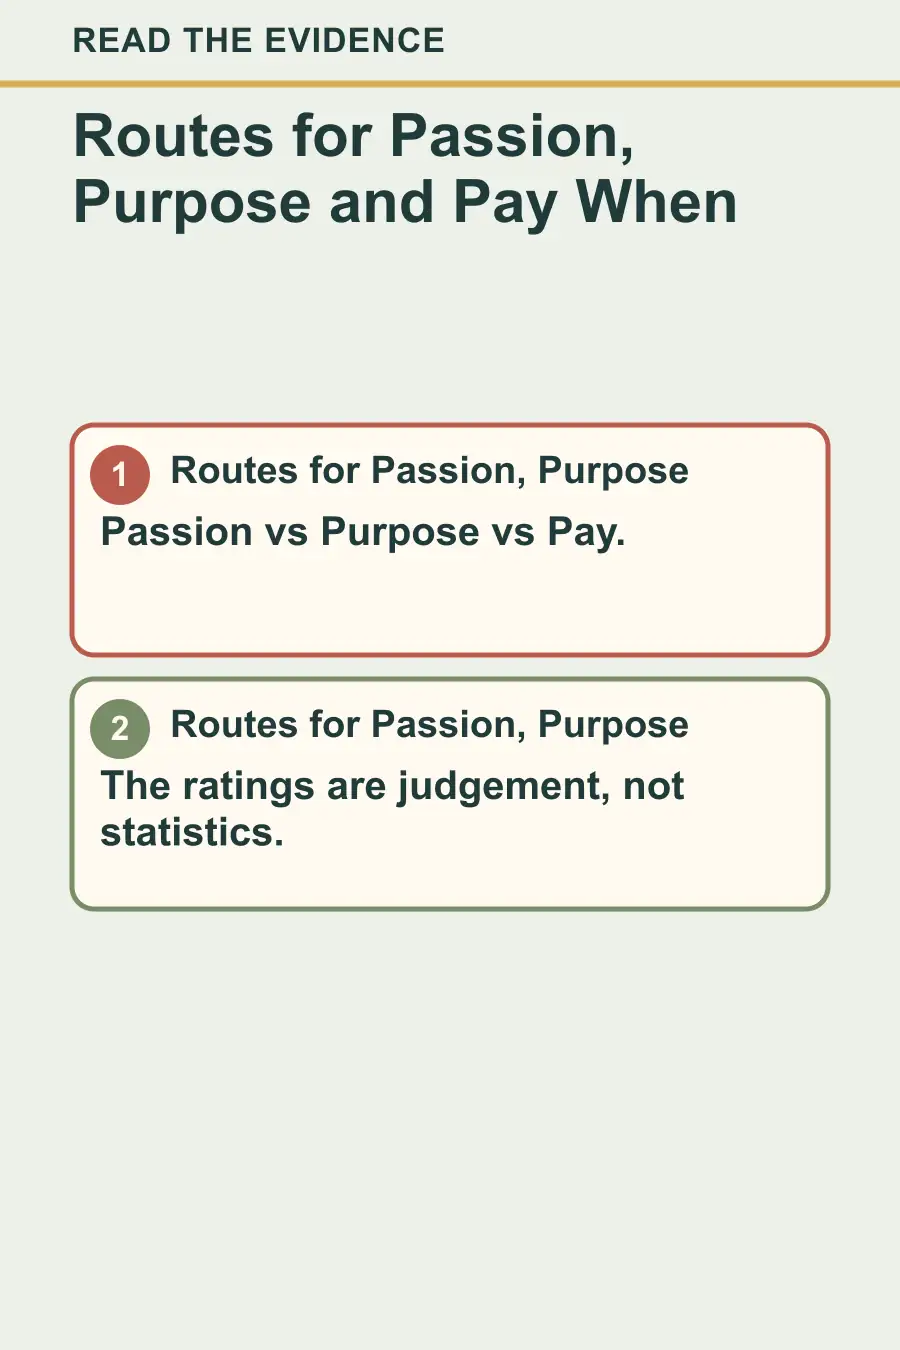 READ THE EVIDENCE
Routes for Passion,
Purpose and Pay When
1 Routes for Passion, Purpose
Passion vs Purpose vs Pay.
2 Routes for Passion, Purpose
The ratings are judgement, not
statistics.